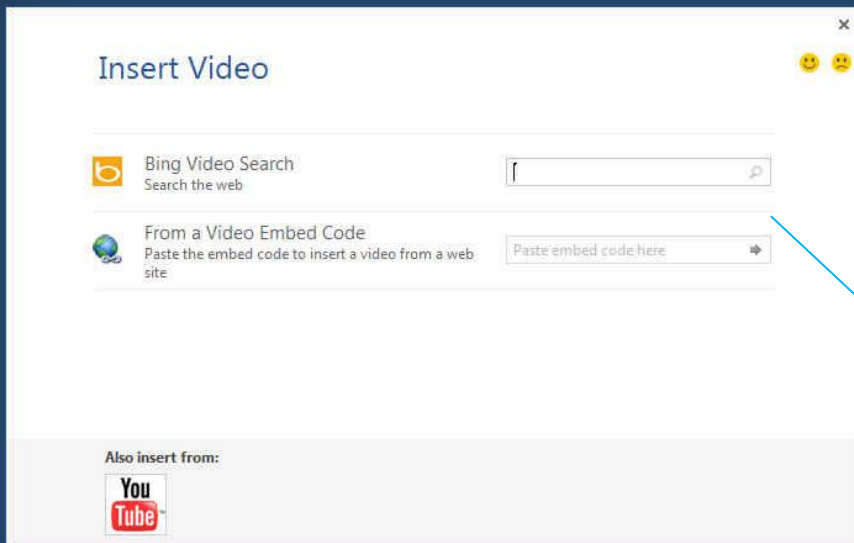 Insert Video
Bing Video Search
Search the web
From a Video Embed Code
Paste the embed code to insert a video from a web
site
Paste embed code here
Also insert from:
You
Tube